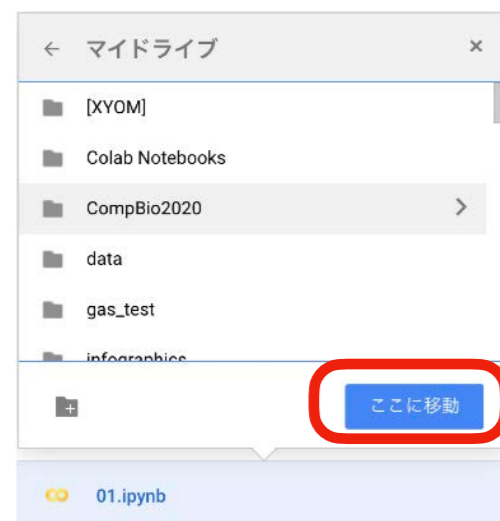 マイドライブ
[XYOM]
Colab Notebooks
CompBio2020
data
gas_test
infographics
ここに移動
01.ipynb